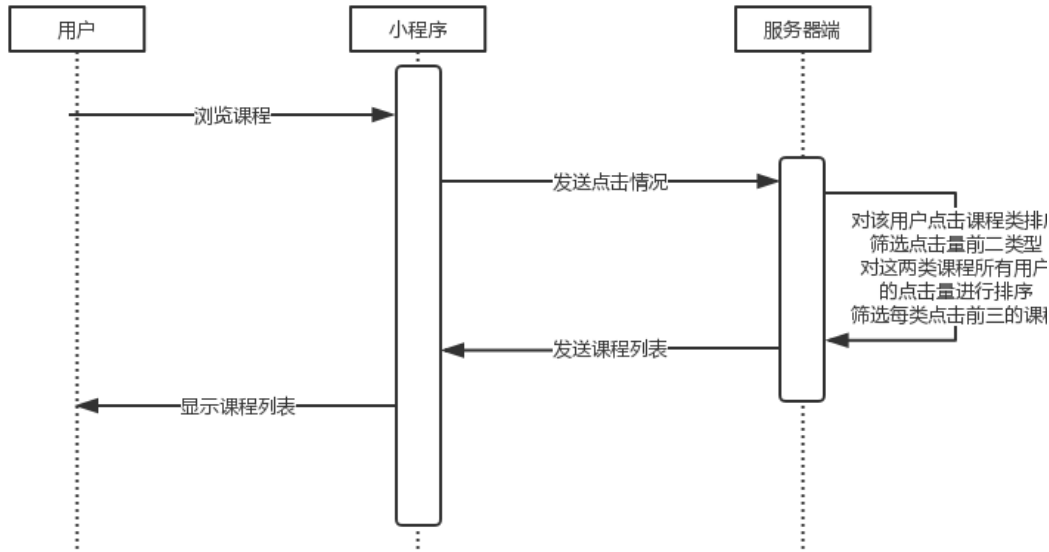 用户
小程序
服务器端
浏览课程
发送点击情况
对该用户点击课程类排序
筛选点击量前二类型
对这两类课程所有用户
的点击量进行排序
筛选每类点击前三的课程
发送课程列表
显示课程列表